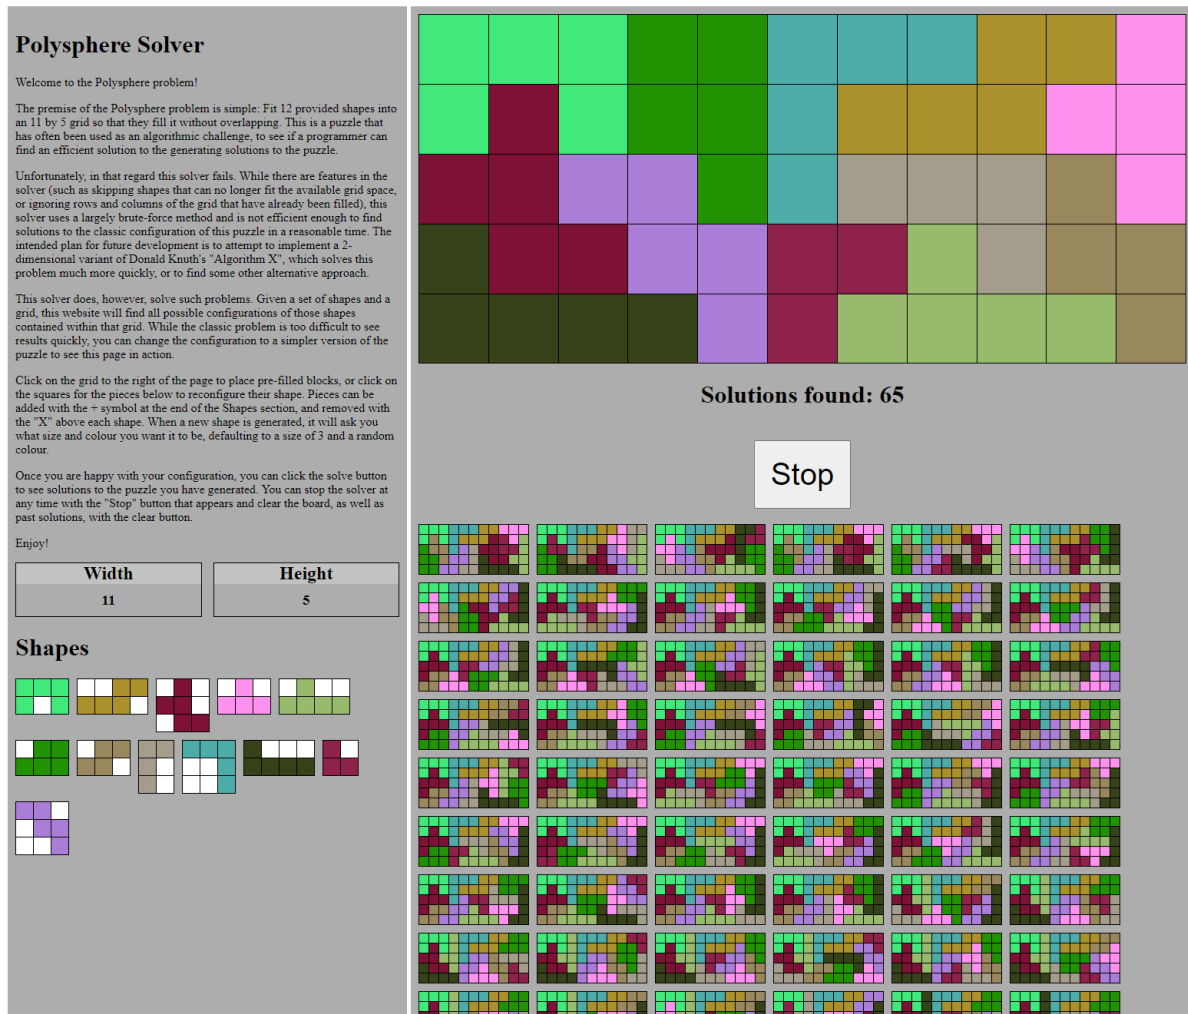 Polysphere Solver
Welcome to the Polysphere problem!
The premise of the Polysphere problem is simple: Fit 12 provided shapes into
an 11 by 5 grid so that they fill it without overlapping. This is a puzzle that
has often been used as an algorithmic challenge, to see if a programmer can
find an efficient solution to the generating solutions to the puzzle.
Unfortunately, in that regard this solver fails. While there are features in the
solver (such as skipping shapes that can no longer fit the available grid space,
or ignoring rows and columns of the grid that have already been filled), this
solver uses a largely brute-force method and is not efficient enough to find
solutions to the classic configuration of this puzzle in a reasonable time. The
intended plan for future development is to attempt to implement a 2-
dimensional variant of Donald Knuth's "Algorithm X", which solves this
problem much more quickly, or to find some other alternative approach.
This solver does, however, solve such problems. Given a set of shapes and a
grid, this website will find all possible configurations of those shapes
contained within that grid. While the classic problem is too difficult to see
results quickly, you can change the configuration to a simpler version of the
puzzle to see this page in action.
Click on the grid to the right of the page to place pre-filled blocks, or click on
the squares for the pieces below to reconfigure their shape. Pieces can be
added with the + symbol at the end of the Shapes section, and removed with
the "X" above each shape. When a new shape is generated, it will ask you
what size and colour you want it to be, defaulting to a size of 3 and a random
colour.
Once you are happy with your configuration, you can click the solve button
to see solutions to the puzzle you have generated. You can stop the solver at
any time with the "Stop" button that appears and clear the board, as well as
past solutions, with the clear button.
Enjoy!
Width
11
Height
5
Shapes
Solutions found: 65
Stop